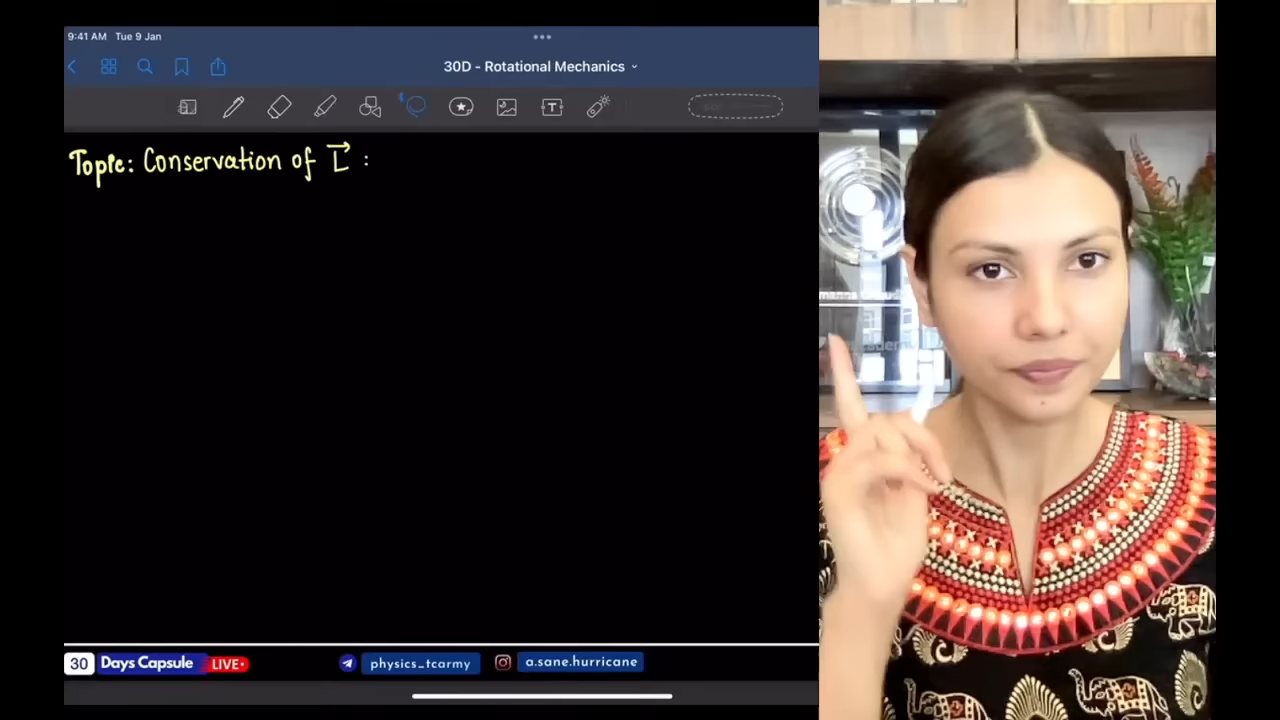 9:41 AM Tue 9 Jan
30D - Rotational Mechanics
T
Topic: Conservation of L⃗ :
30 Days Capsule LIVE
physics_tcarmy
a.sane.hurricane